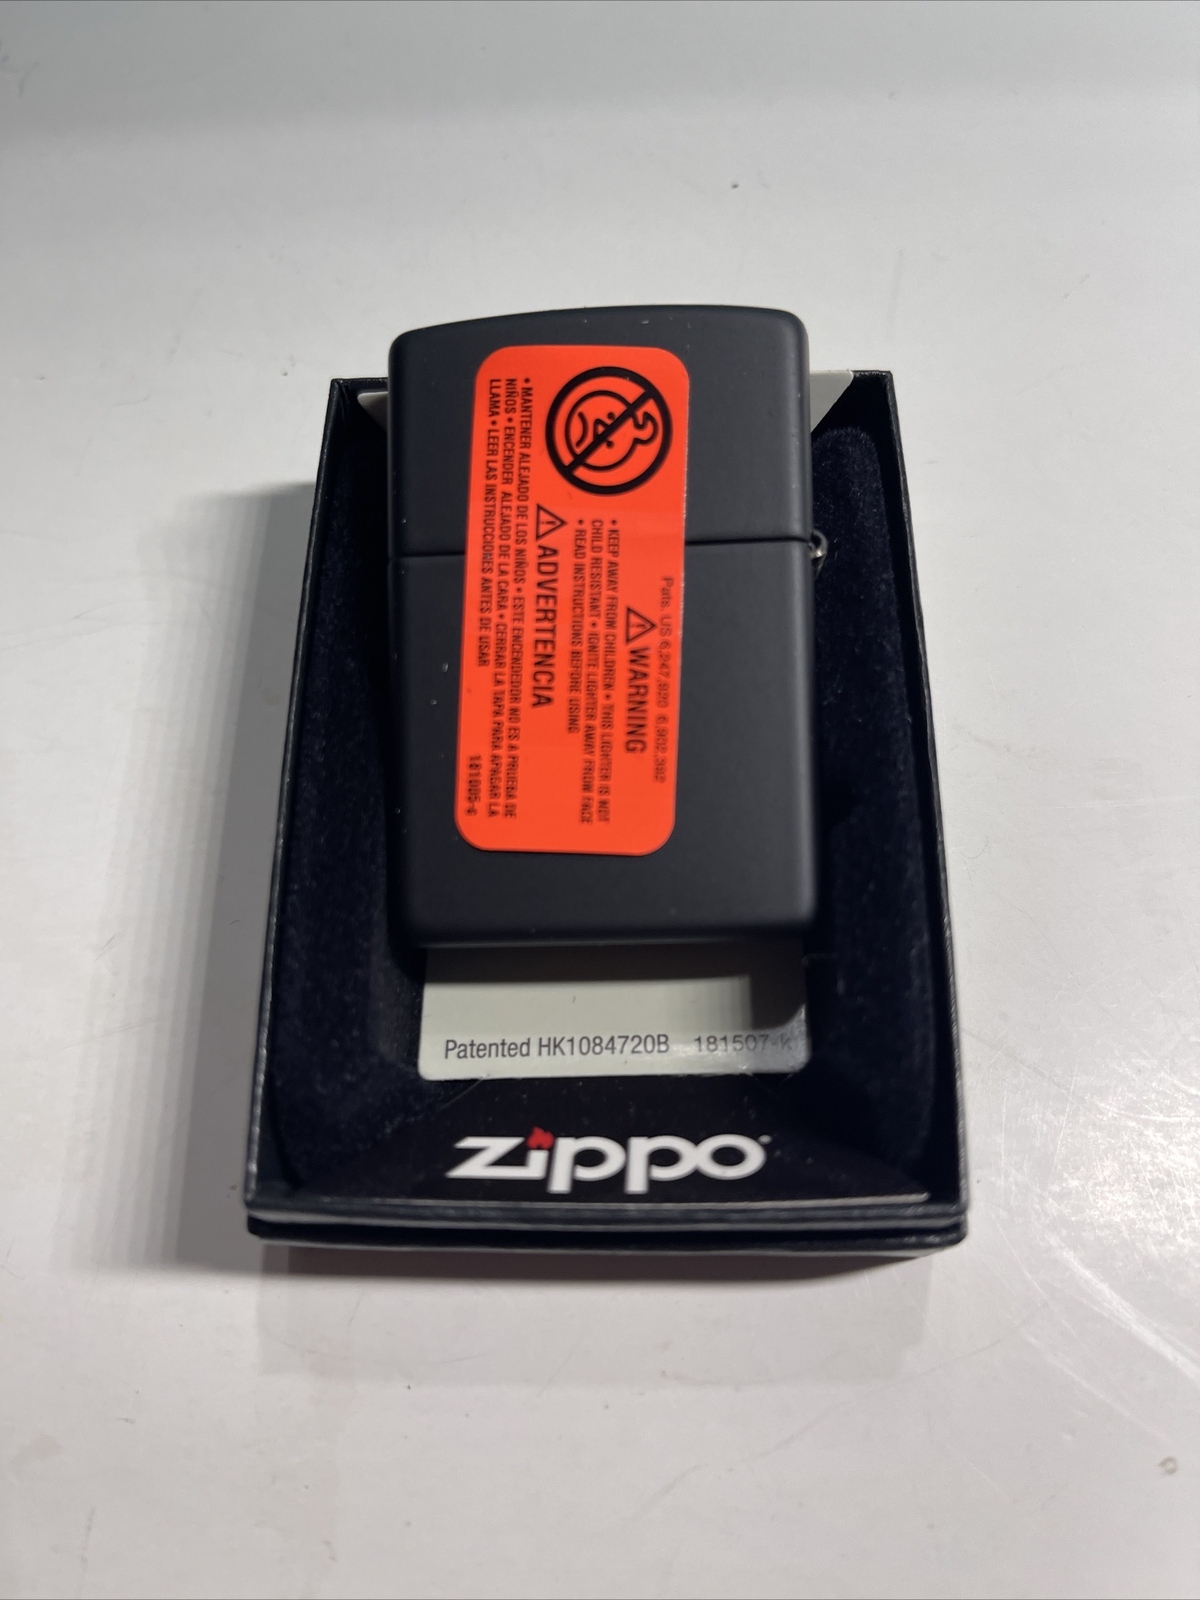 Pats. US 6,247,920 6,902,392
⚠WARNING
• KEEP AWAY FROM CHILDREN • THIS LIGHTER IS NOT
CHILD RESISTANT • IGNITE LIGHTER AWAY FROM FACE
• READ INSTRUCTIONS BEFORE USING
⚠ADVERTENCIA
• MANTENER ALEJADO DE LOS NIÑOS • ESTE ENCENDEDOR NO ES A PRUEBA DE
NIÑOS • ENCENDER ALEJADO DE LA CARA • CERRAR LA TAPA PARA APAGAR LA
LLAMA • LEER LAS INSTRUCCIONES ANTES DE USAR
Patented HK1084720B 181507-K
zippo